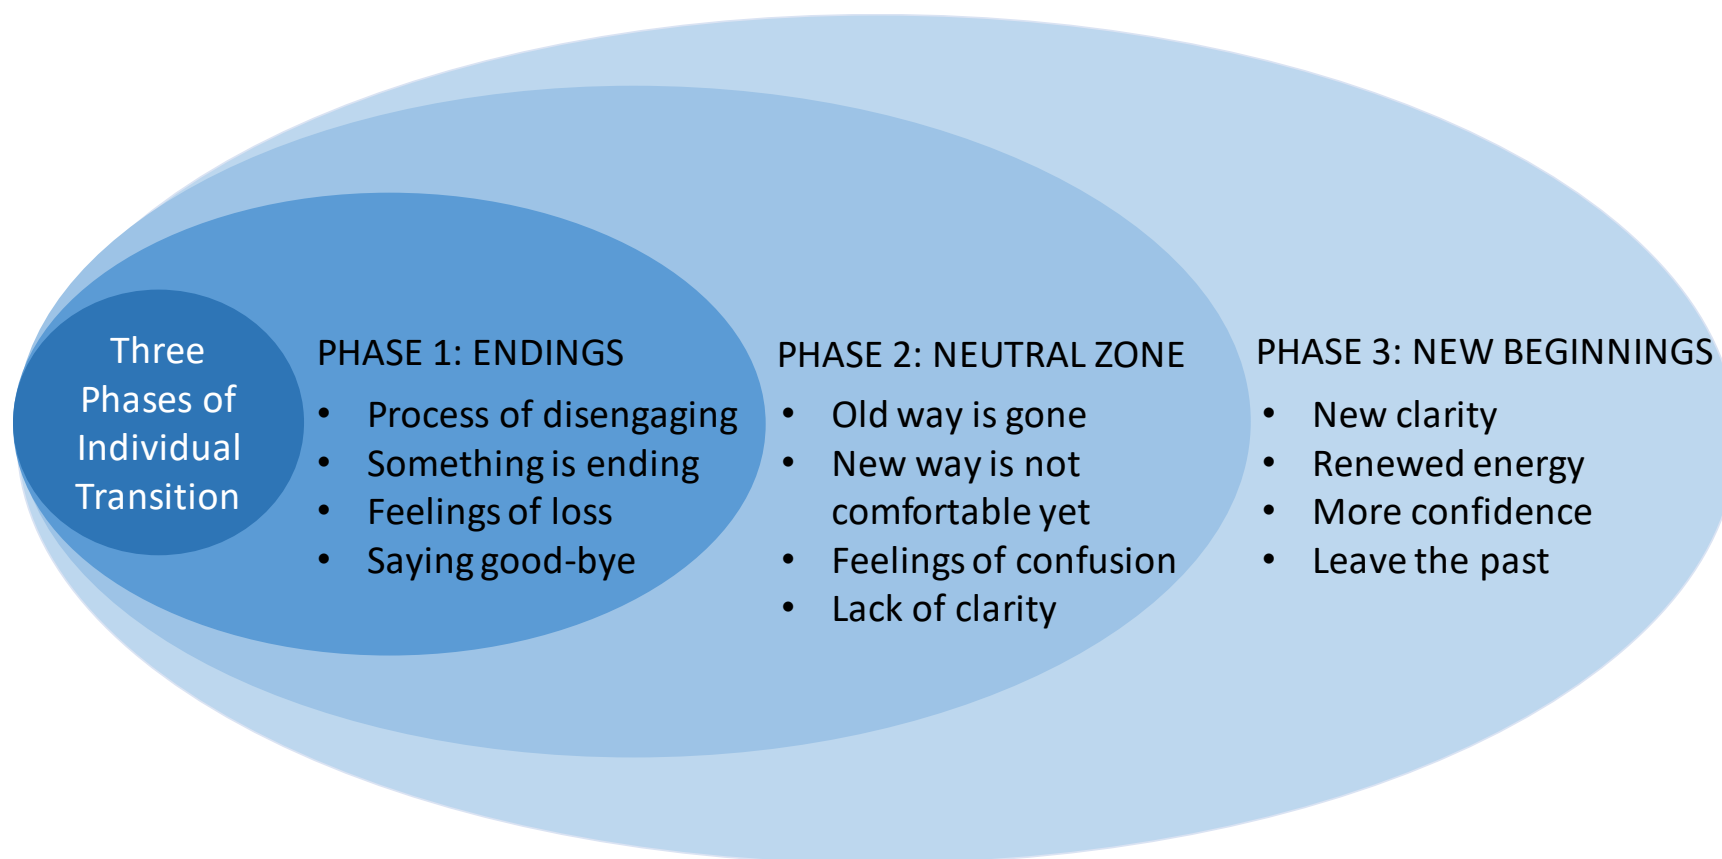 Three
Phases of
Individual
Transition
PHASE 1: ENDINGS
• Process of disengaging
• Something is ending
• Feelings of loss
• Saying good-bye
PHASE 2: NEUTRAL ZONE
• Old way is gone
• New way is not
comfortable yet
• Feelings of confusion
• Lack of clarity
PHASE 3: NEW BEGINNINGS
• New clarity
• Renewed energy
• More confidence
• Leave the past